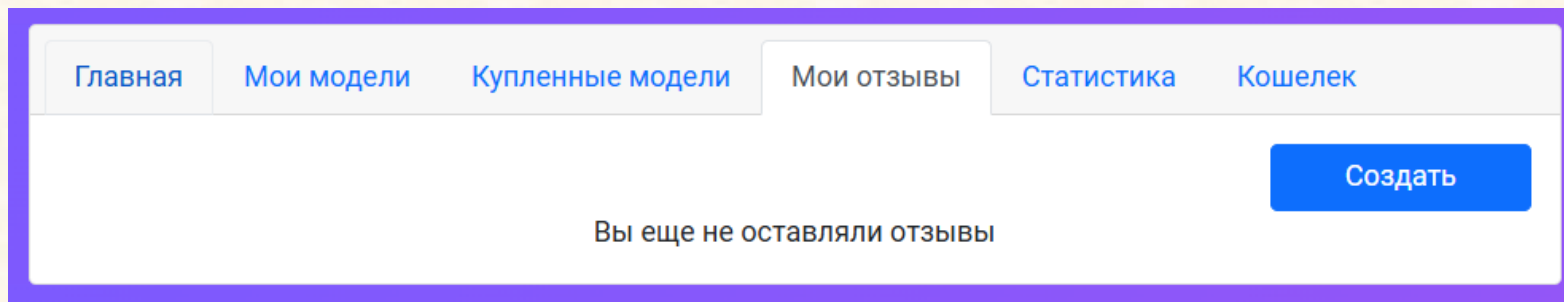 Главная Мои модели Купленные модели Мои отзывы Статистика Кошелек
Создать
Вы еще не оставляли отзывы